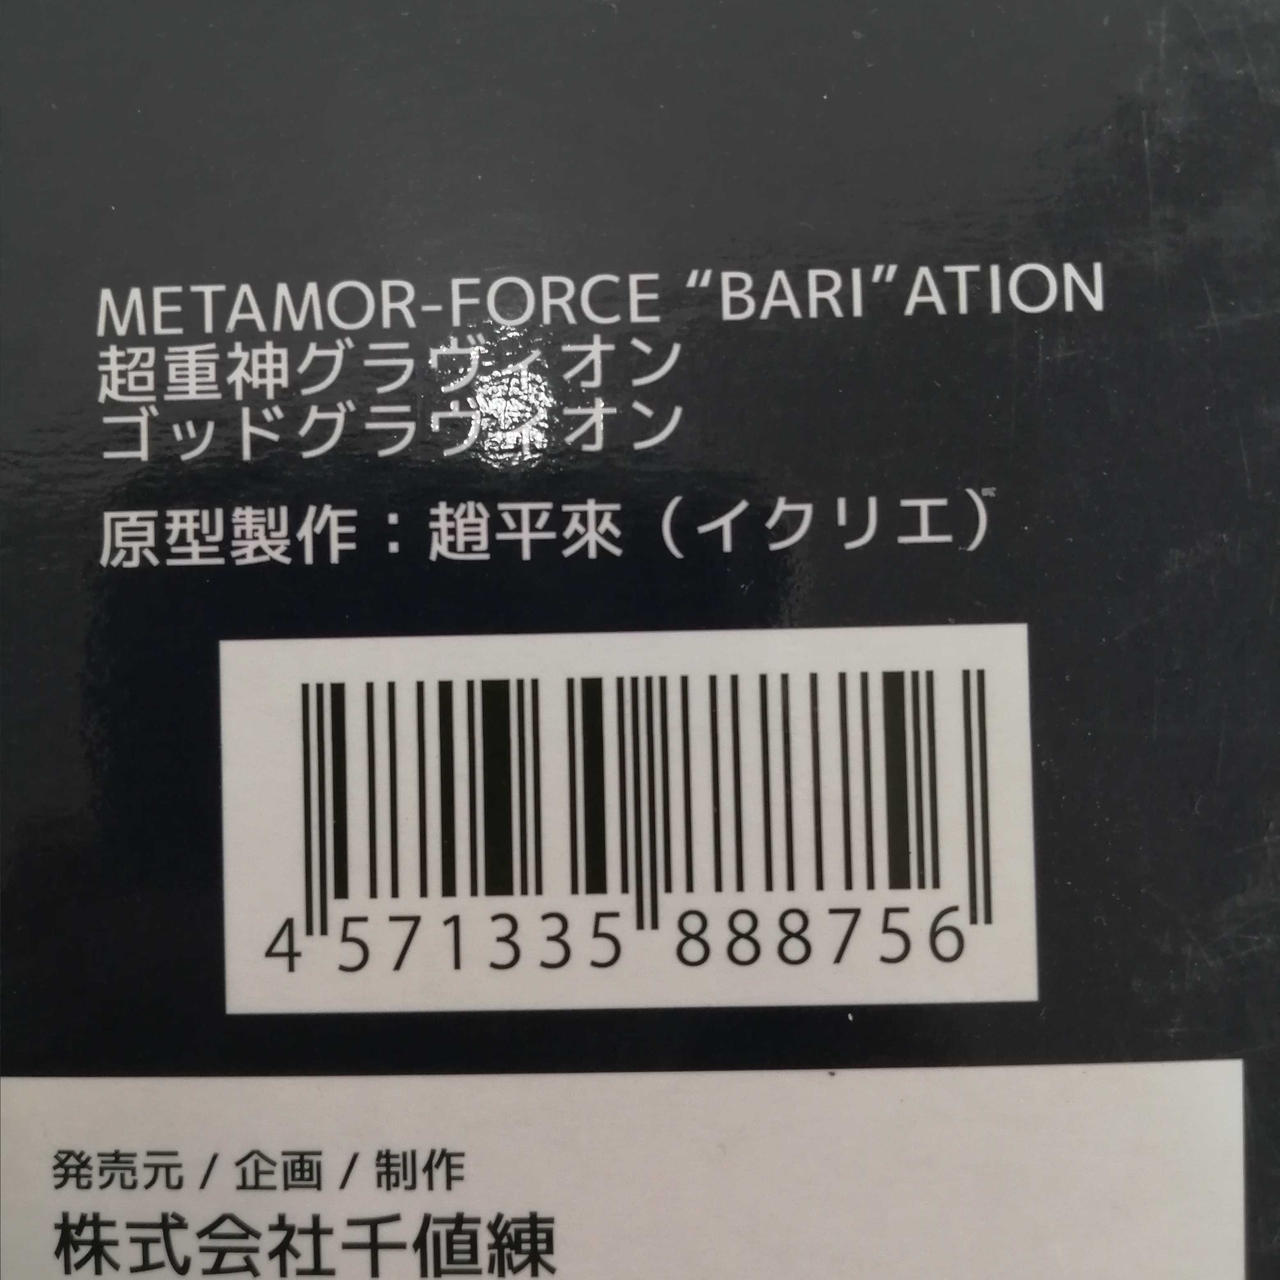 METAMOR-FORCE “BARI”ATION
超重神グラヴィオン
ゴッドグラヴィオン
原型製作：趙平來（イクリエ）
4 571335 888756
発売元 / 企画 / 制作
株式会社千値練